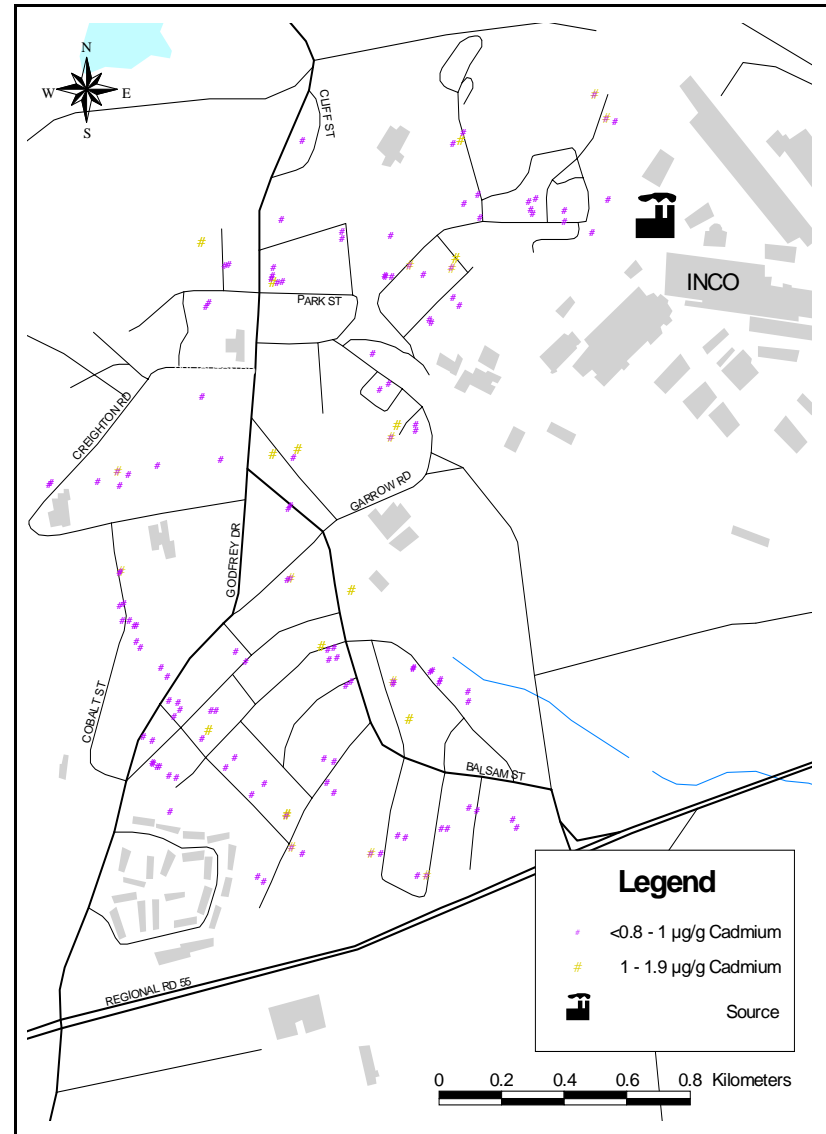 N
W E
S
CLIFF ST
INCO
PARK ST
CREIGHTON RD
GARROW RD
GODFREY DR
COBALT ST
BALSAM ST
REGIONAL RD 55
Legend
# <0.8 - 1 µg/g Cadmium
# 1 - 1.9 µg/g Cadmium
Source
0 0.2 0.4 0.6 0.8 Kilometers